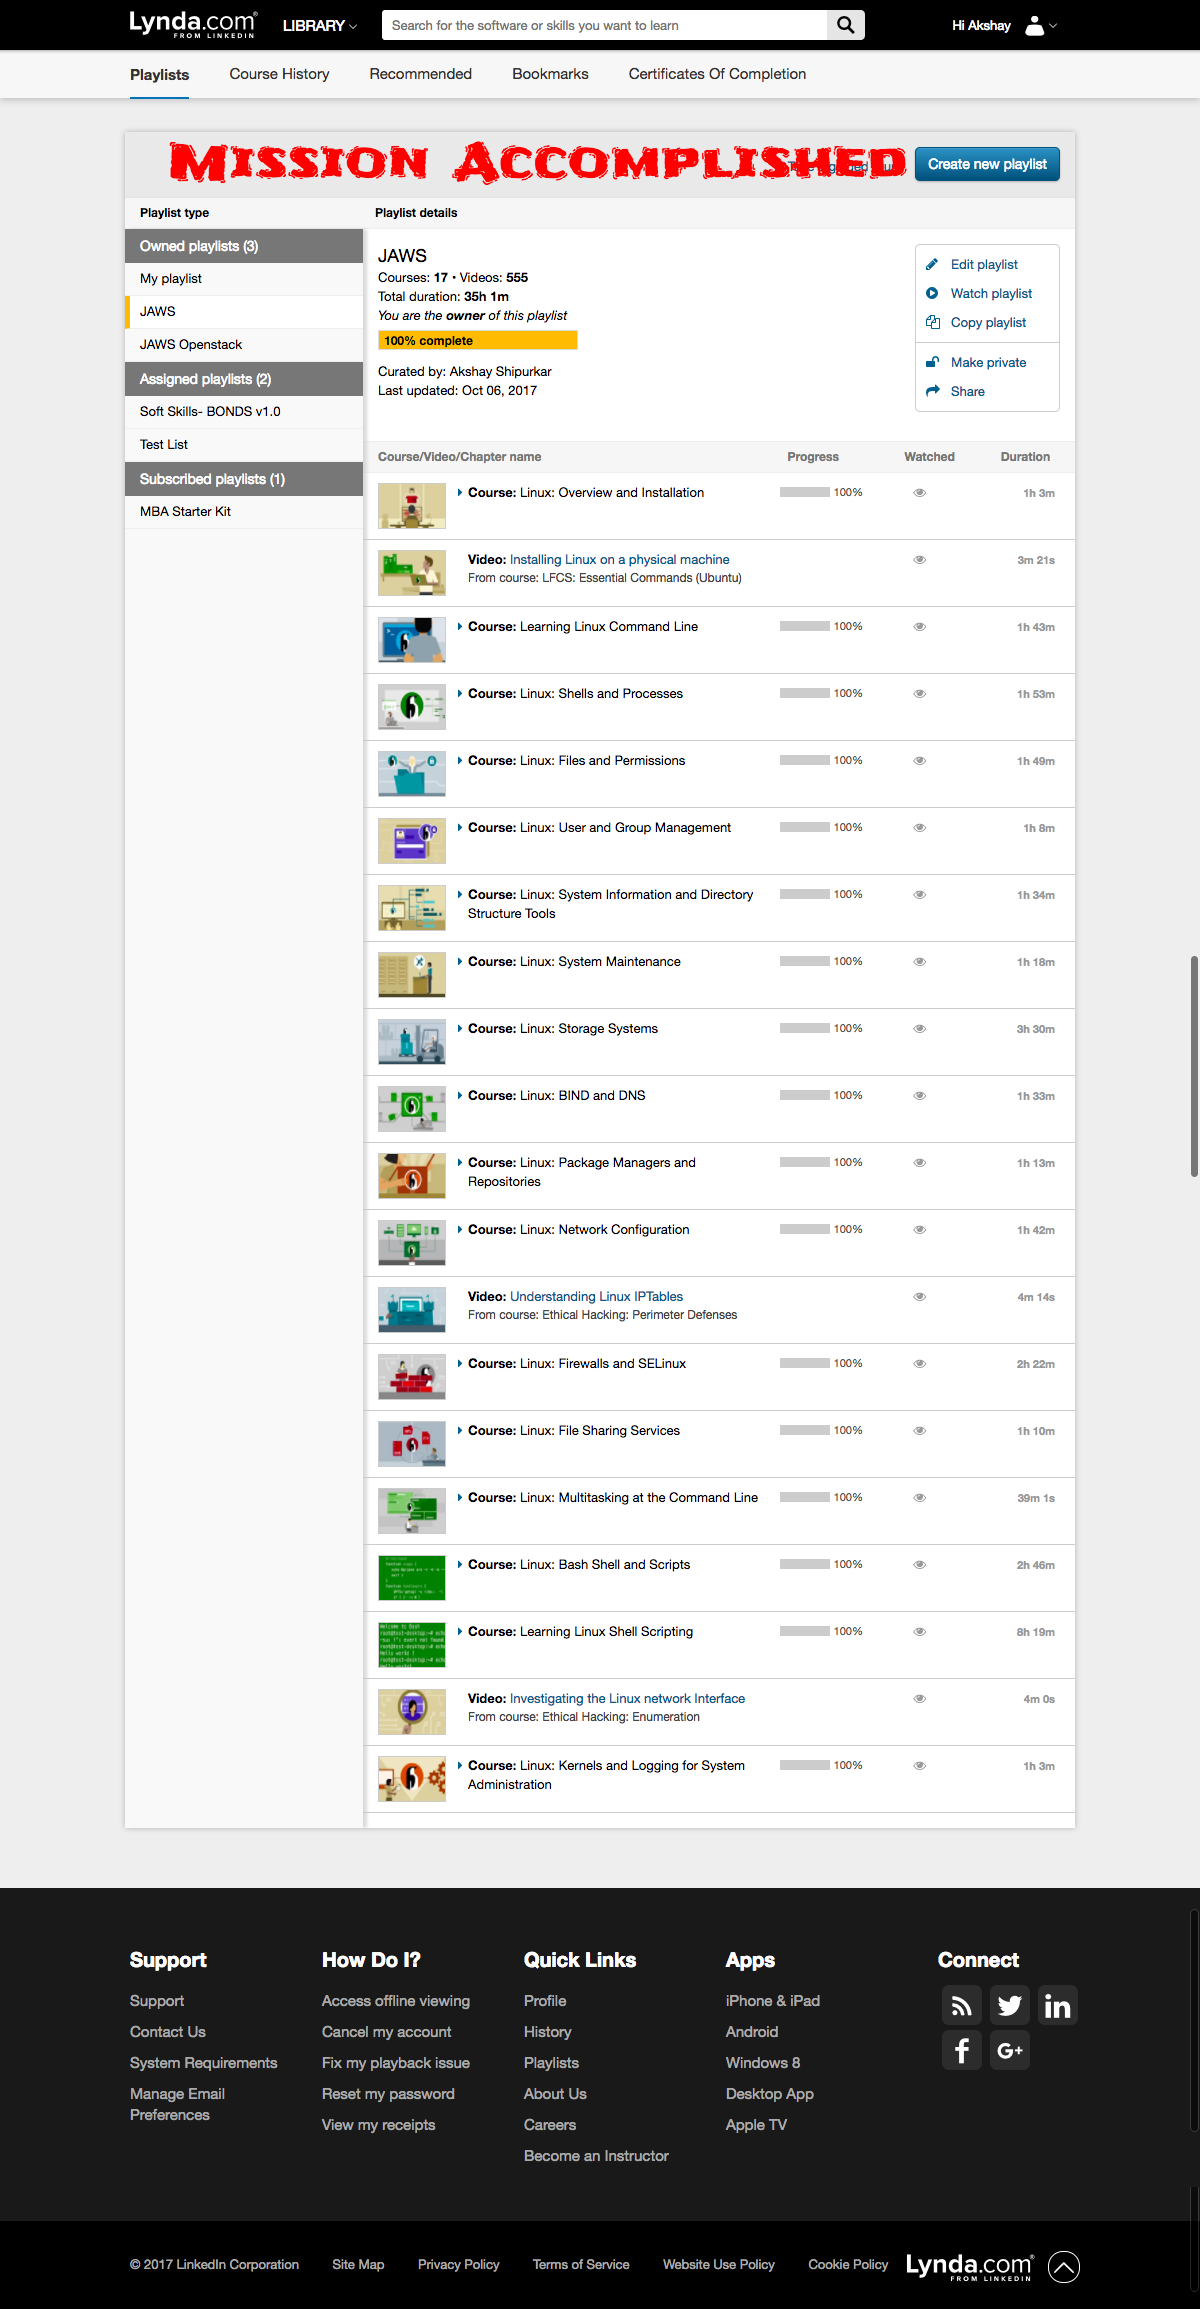 Lynda.com®
FROM LINKEDIN
LIBRARY
Search for the software or skills you want to learn
Hi Akshay
Playlists
Course History
Recommended
Bookmarks
Certificates Of Completion
Mission Accomplished
Create new playlist
Playlist type
Playlist details
Owned playlists (3)
My playlist
JAWS
JAWS Openstack
Assigned playlists (2)
Soft Skills- BONDS v1.0
Test List
Subscribed playlists (1)
MBA Starter Kit
JAWS
Courses: 17 • Videos: 555
Total duration: 35h 1m
You are the owner of this playlist
100% complete
Curated by: Akshay Shipurkar
Last updated: Oct 06, 2017
Edit playlist
Watch playlist
Copy playlist
Make private
Share
Course/Video/Chapter name Progress Watched Duration
Course: Linux: Overview and Installation 100% 1h 3m
Video: Installing Linux on a physical machine 3m 21s
From course: LFCS: Essential Commands (Ubuntu)
Course: Learning Linux Command Line 100% 1h 43m
Course: Linux: Shells and Processes 100% 1h 53m
Course: Linux: Files and Permissions 100% 1h 49m
Course: Linux: User and Group Management 100% 1h 8m
Course: Linux: System Information and Directory 100% 1h 34m
Structure Tools
Course: Linux: System Maintenance 100% 1h 18m
Course: Linux: Storage Systems 100% 3h 30m
Course: Linux: BIND and DNS 100% 1h 33m
Course: Linux: Package Managers and 100% 1h 13m
Repositories
Course: Linux: Network Configuration 100% 1h 42m
Video: Understanding Linux IPTables 4m 14s
From course: Ethical Hacking: Perimeter Defenses
Course: Linux: Firewalls and SELinux 100% 2h 22m
Course: Linux: File Sharing Services 100% 1h 10m
Course: Linux: Multitasking at the Command Line 100% 39m 1s
Course: Linux: Bash Shell and Scripts 100% 2h 46m
Course: Learning Linux Shell Scripting 100% 8h 19m
Video: Investigating the Linux network Interface 4m 0s
From course: Ethical Hacking: Enumeration
Course: Linux: Kernels and Logging for System 100% 1h 3m
Administration
Support
Support
Contact Us
System Requirements
Manage Email
Preferences
How Do I?
Access offline viewing
Cancel my account
Fix my playback issue
Reset my password
View my receipts
Quick Links
Profile
History
Playlists
About Us
Careers
Become an Instructor
Apps
iPhone & iPad
Android
Windows 8
Desktop App
Apple TV
Connect
© 2017 LinkedIn Corporation
Site Map
Privacy Policy
Terms of Service
Website Use Policy
Cookie Policy
Lynda.com®
FROM LINKEDIN